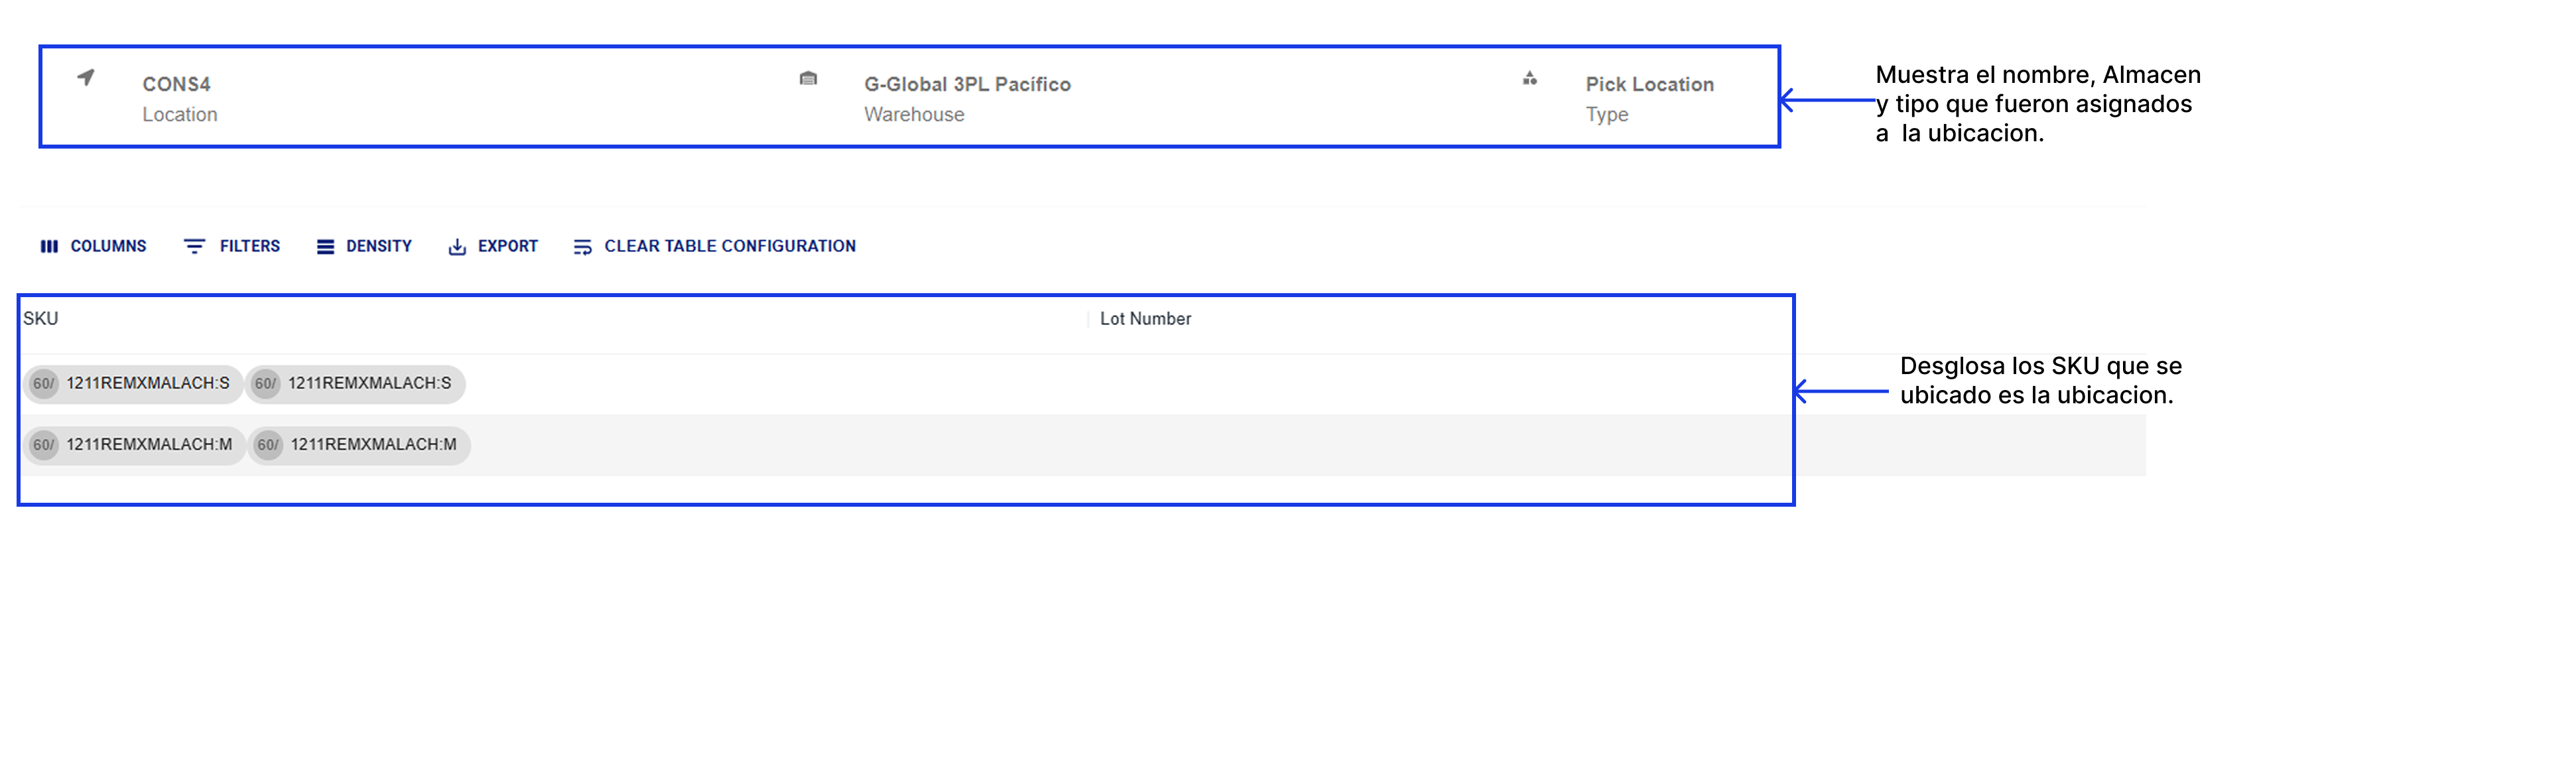 CONS4
Location
G-Global 3PL Pacífico
Warehouse
Pick Location
Type
Muestra el nombre, Almacen
y tipo que fueron asignados
a  la ubicacion.
COLUMNS FILTERS DENSITY EXPORT CLEAR TABLE CONFIGURATION
SKU Lot Number
60/ 1211REMXMALACH:S 60/ 1211REMXMALACH:S
60/ 1211REMXMALACH:M 60/ 1211REMXMALACH:M
Desglosa los SKU que se
ubicado es la ubicacion.